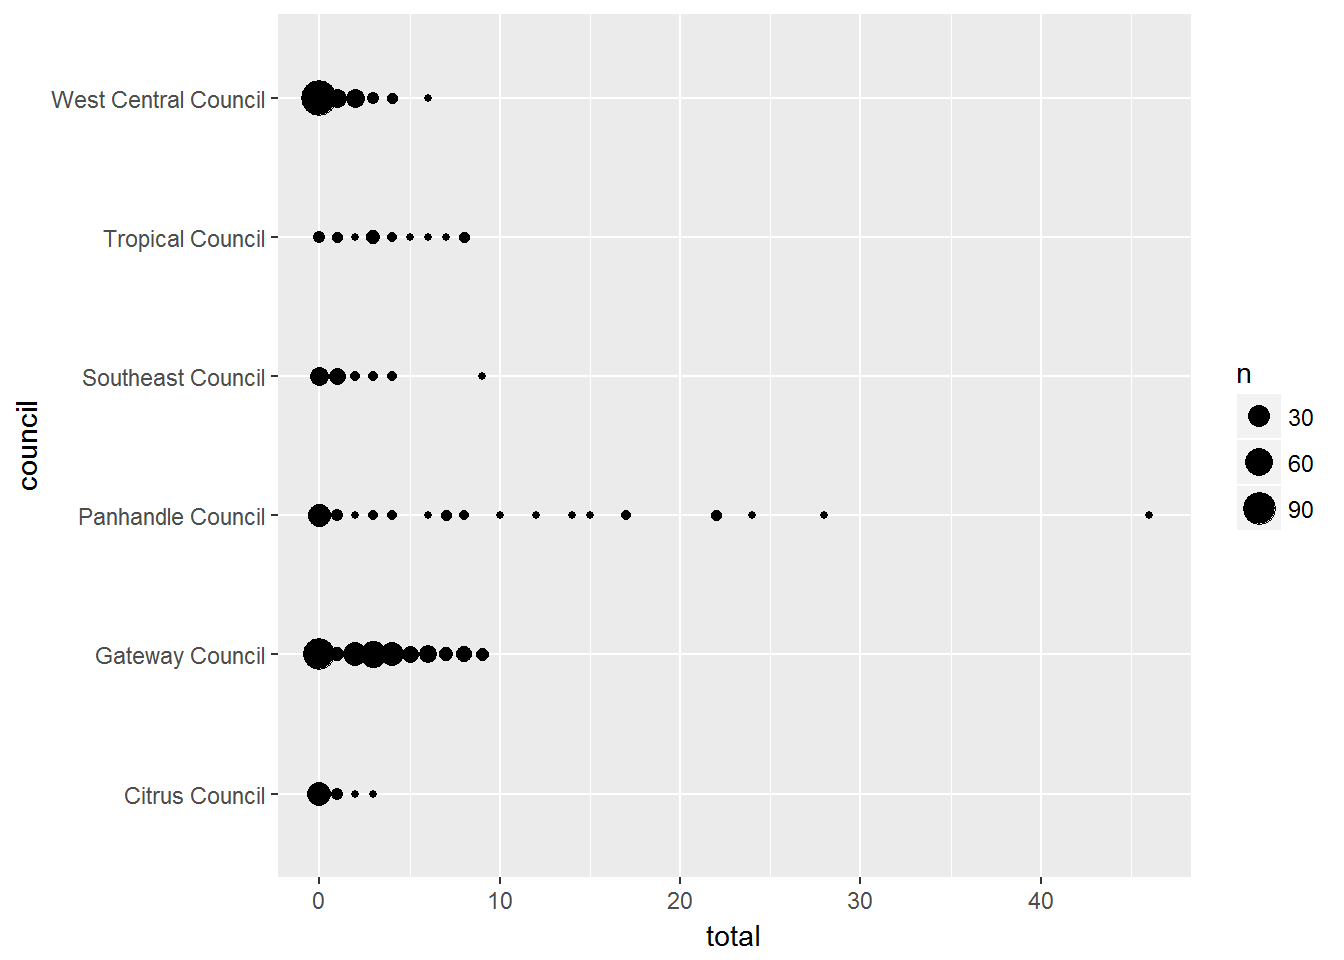 West Central Council
Tropical Council
Southeast Council
Panhandle Council
Gateway Council
Citrus Council
council
0 10 20 30 40
total
n
30
60
90